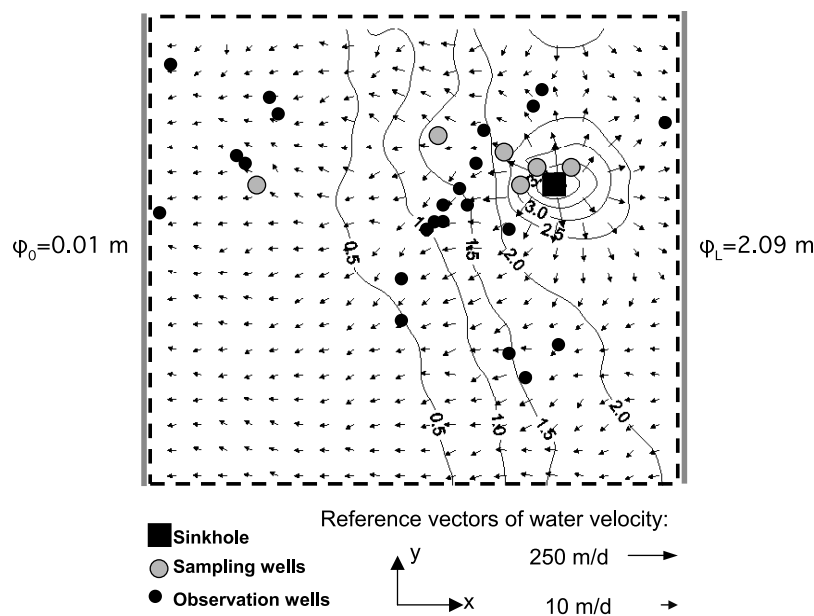 3.0
2.5
0.5
1.5
2.0
φ₀=0.01 m
φL=2.09 m
0.5
1.0
1.5
2.0
Sinkhole
Sampling wells
Observation wells
Reference vectors of water velocity:
y
x
250 m/d
10 m/d